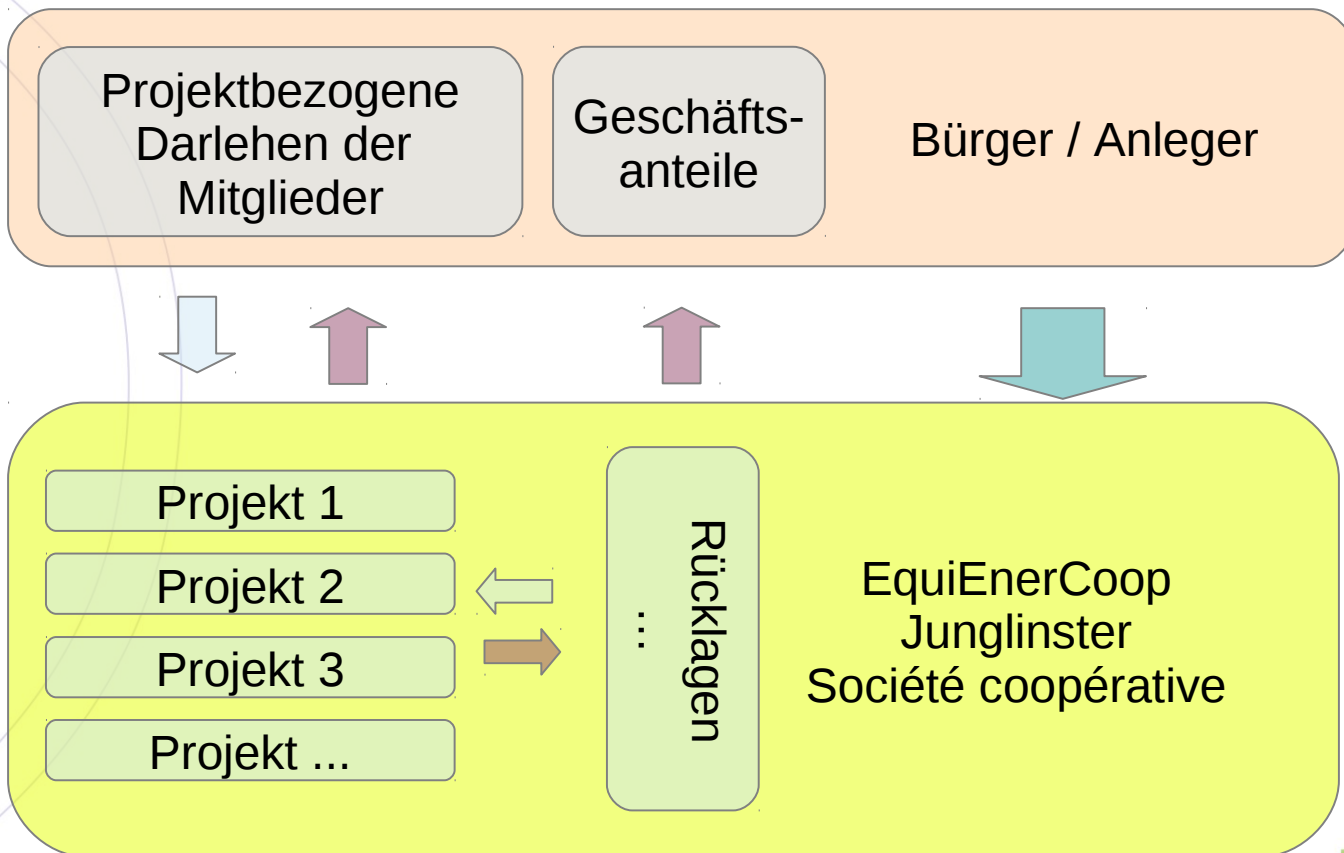 Projektbezogene
Darlehen der
Mitglieder
Geschäfts-
anteile
Bürger / Anleger
Projekt 1
Projekt 2
Projekt 3
Projekt ...
Rücklagen
...
EquiEnerCoop
Junglinster
Société coopérative